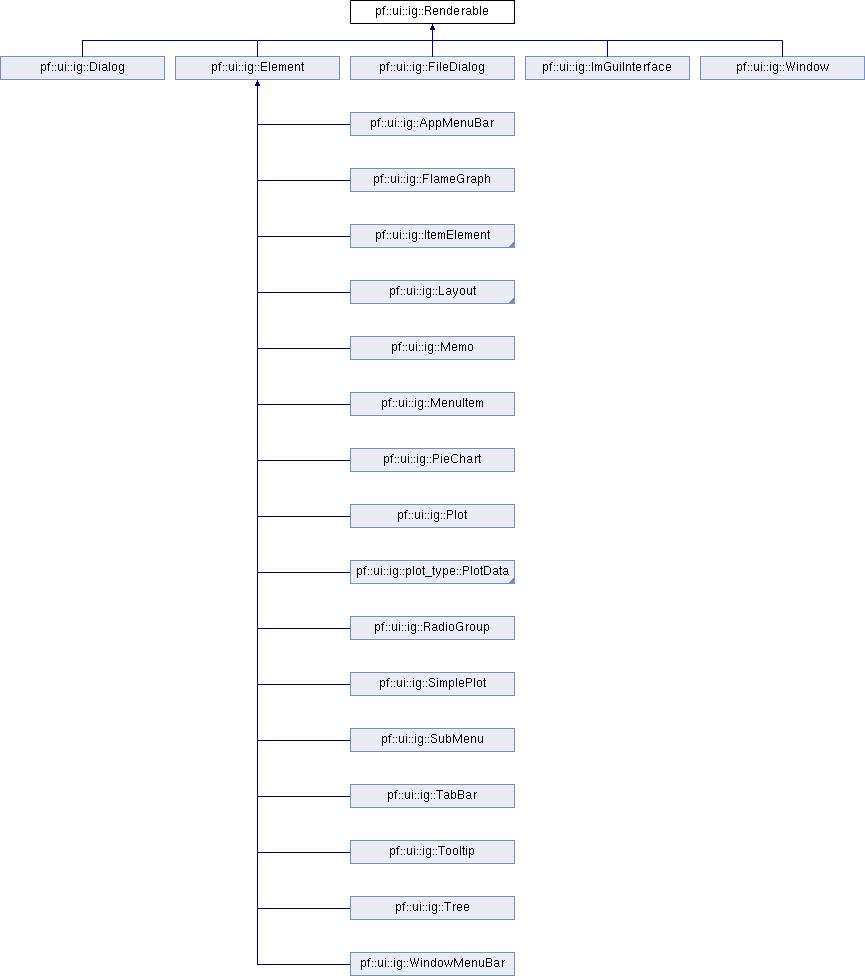 pf::ui::ig::Renderable
pf::ui::ig::Dialog
pf::ui::ig::Element
pf::ui::ig::FileDialog
pf::ui::ig::ImGuiInterface
pf::ui::ig::Window
pf::ui::ig::AppMenuBar
pf::ui::ig::FlameGraph
pf::ui::ig::ItemElement
pf::ui::ig::Layout
pf::ui::ig::Memo
pf::ui::ig::MenuItem
pf::ui::ig::PieChart
pf::ui::ig::Plot
pf::ui::ig::plot_type::PlotData
pf::ui::ig::RadioGroup
pf::ui::ig::SimplePlot
pf::ui::ig::SubMenu
pf::ui::ig::TabBar
pf::ui::ig::Tooltip
pf::ui::ig::Tree
pf::ui::ig::WindowMenuBar